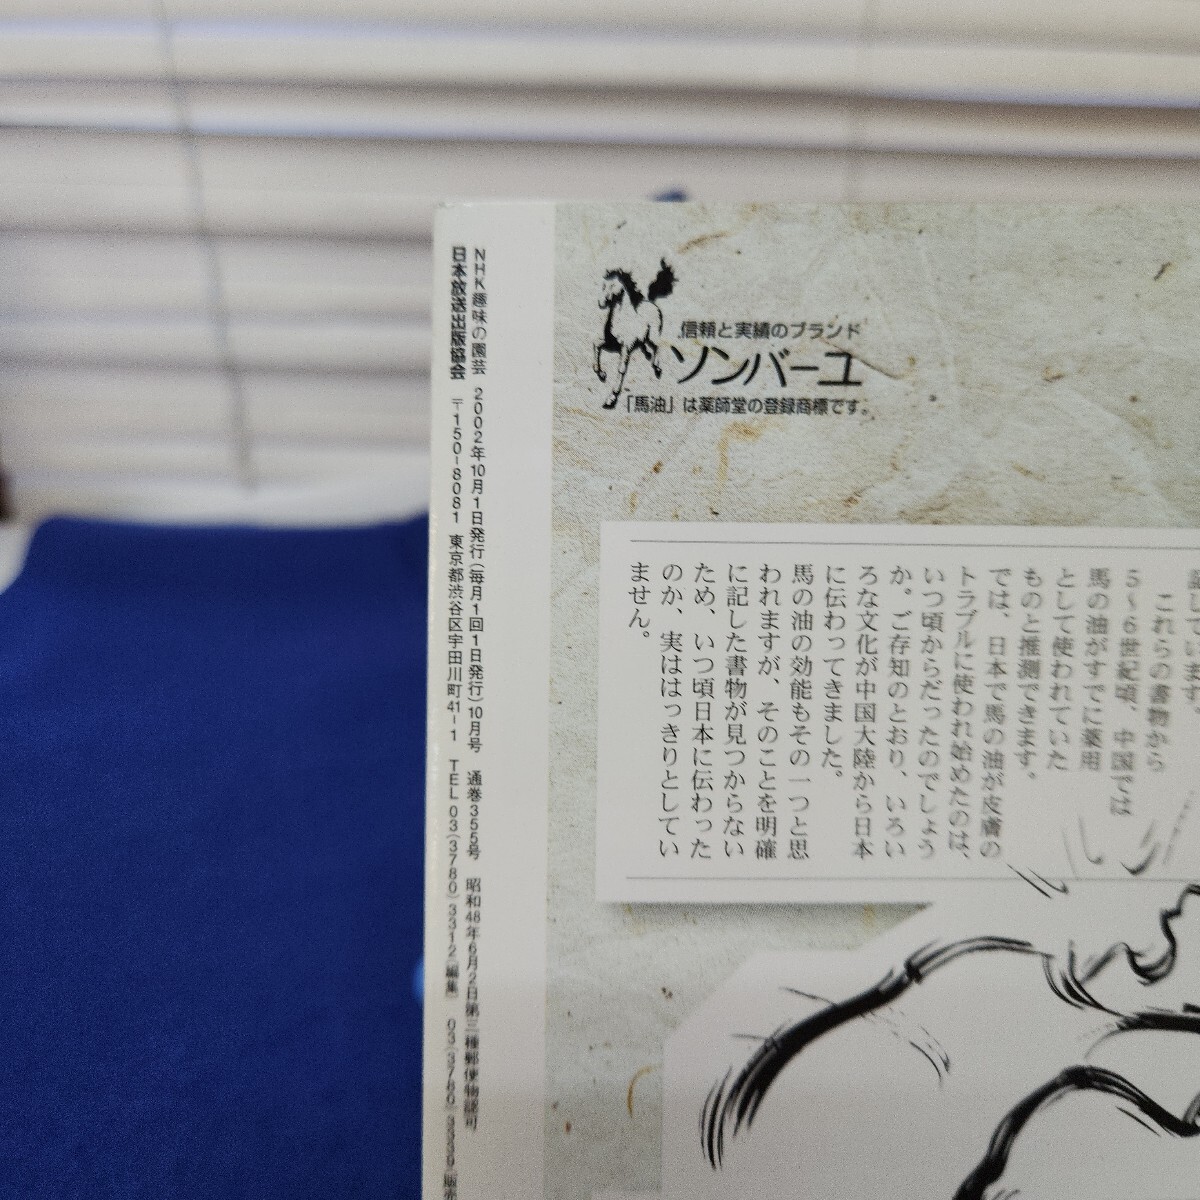 NHK趣味の園芸 2002年10月1日発行(毎月1回1日発行)10月号 通巻355号 昭和48年6月2日第三種郵便物認可
日本放送出版協会 〒150-8081 東京都渋谷区宇田川町41-1 TEL 03(3780)3312[編集] 03(3780)3339[販売
信頼と実績のブランド
ソンバーユ
「馬油」は薬師堂の登録商標です。
記しています。
これらの書物から
5〜6世紀頃、中国では
馬の油がすでに薬用
として使われていた
ものと推測できます。
では、日本で馬の油が皮膚の
トラブルに使われ始めたのは、
いつ頃からだったのでしょう
か。ご存知のとおり、いろい
ろな文化が中国大陸から日本
に伝わってきました。
馬の油の効能もその一つと思
われますが、そのことを明確
に記した書物が見つからない
ため、いつ頃日本に伝わった
のか、実ははっきりとしてい
ません。